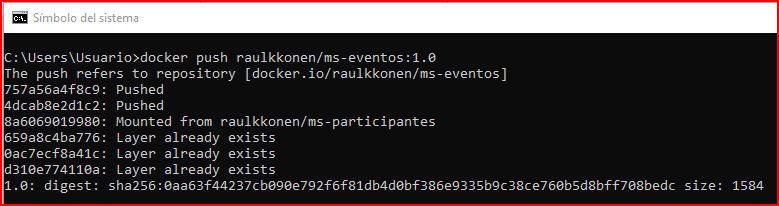 Símbolo del sistema
C:\Users\Usuario>docker push raulkkonen/ms-eventos:1.0
The push refers to repository [docker.io/raulkkonen/ms-eventos]
757a56a4f8c9: Pushed
4dcab8e2d1c2: Pushed
8a6069019980: Mounted from raulkkonen/ms-participantes
659a8c4ba776: Layer already exists
0ac7ecf8a41c: Layer already exists
d310e774110a: Layer already exists
1.0: digest: sha256:0aa63f44237cb090e792f6f81db4d0bf386e9335b9c38ce760b5d8bff708bedc size: 1584